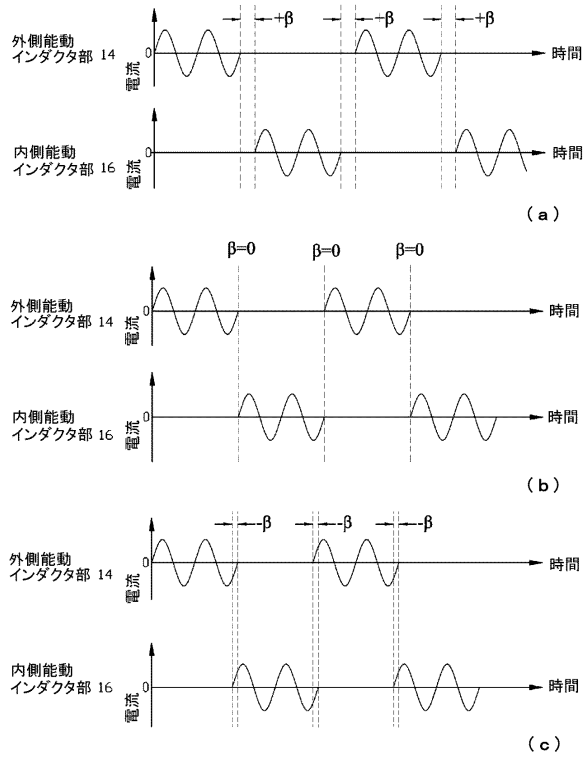 +β +β +β
外側能動
インダクタ部 14
0
電流
時間
内側能動
インダクタ部 16
0
電流
時間
(a)
β=0 β=0 β=0
外側能動
インダクタ部 14
0
電流
時間
内側能動
インダクタ部 16
0
電流
時間
(b)
-β -β -β
外側能動
インダクタ部 14
0
電流
時間
内側能動
インダクタ部 16
0
電流
時間
(c)